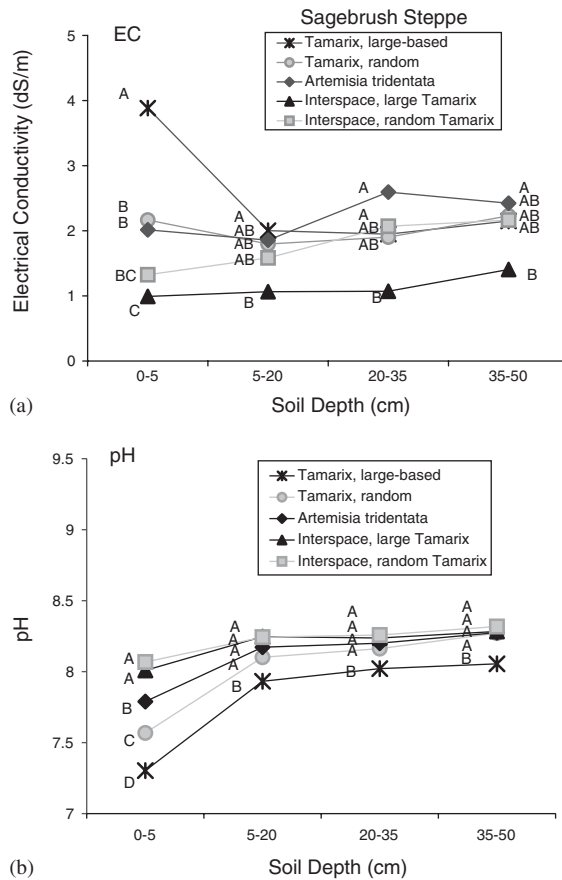 Sagebrush Steppe
EC
Tamarix, large-based
Tamarix, random
Artemisia tridentata
Interspace, large Tamarix
Interspace, random Tamarix
Electrical Conductivity (dS/m)
5
4
3
2
1
0
A
B
B
BC
C
A
AB
AB
AB
B
A
A
AB
AB
B
A
AB
AB
AB
B
0-5
5-20
20-35
35-50
(a)
Soil Depth (cm)
pH
Tamarix, large-based
Tamarix, random
Artemisia tridentata
Interspace, large Tamarix
Interspace, random Tamarix
pH
9.5
9
8.5
8
7.5
7
A
A
B
C
D
A
A
A
A
B
A
A
A
A
B
A
A
A
A
B
0-5
5-20
20-35
35-50
(b)
Soil Depth (cm)